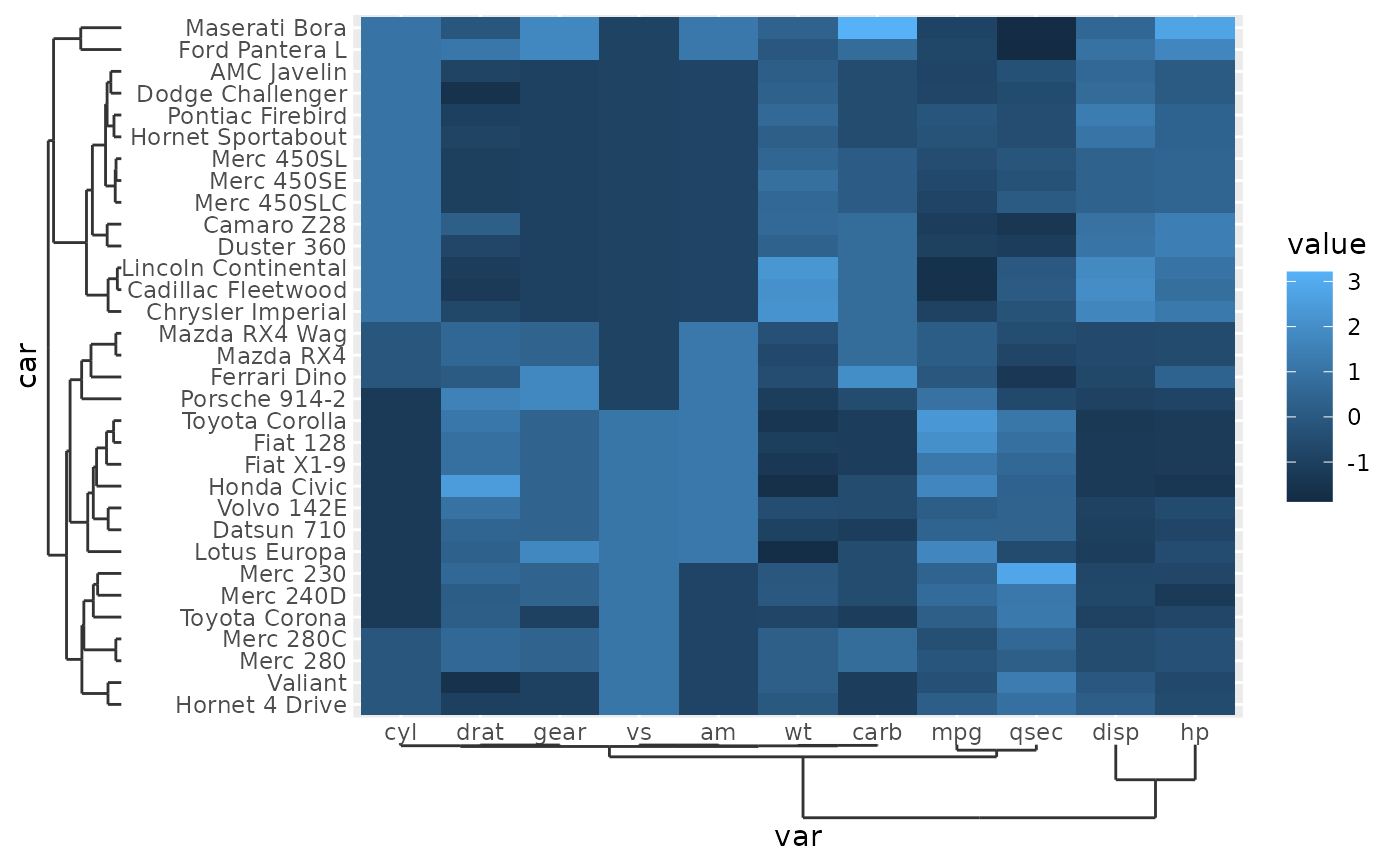 Maserati Bora
Ford Pantera L
AMC Javelin
Dodge Challenger
Pontiac Firebird
Hornet Sportabout
Merc 450SL
Merc 450SE
Merc 450SLC
Camaro Z28
Duster 360
Lincoln Continental
Cadillac Fleetwood
Chrysler Imperial
Mazda RX4 Wag
Mazda RX4
Ferrari Dino
Porsche 914-2
Toyota Corolla
Fiat 128
Fiat X1-9
Honda Civic
Volvo 142E
Datsun 710
Lotus Europa
Merc 230
Merc 240D
Toyota Corona
Merc 280C
Merc 280
Valiant
Hornet 4 Drive
car
cyl drat gear vs am wt carb mpg qsec disp hp
var
value
3
2
1
0
-1